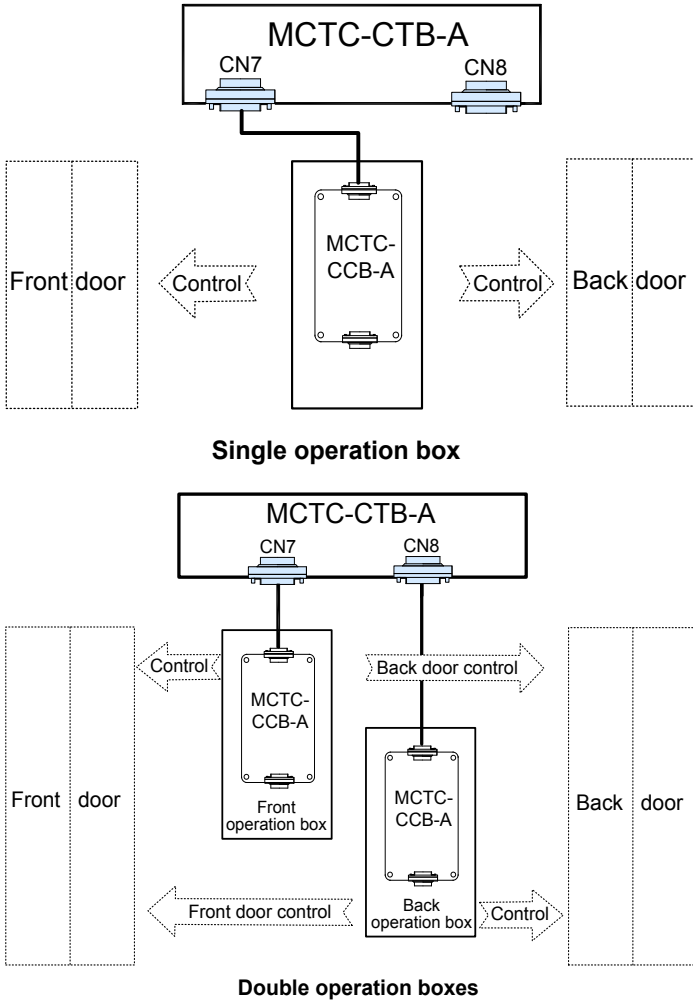 MCTC-CTB-A
CN7
CN8
MCTC-
CCB-A
Front door
Control
Control
Back door
Single operation box
MCTC-CTB-A
CN7
CN8
Control
Back door control
MCTC-
CCB-A
Front
operation box
Front door
MCTC-
CCB-A
Back door
Front door control
Back
operation box
Control
Double operation boxes